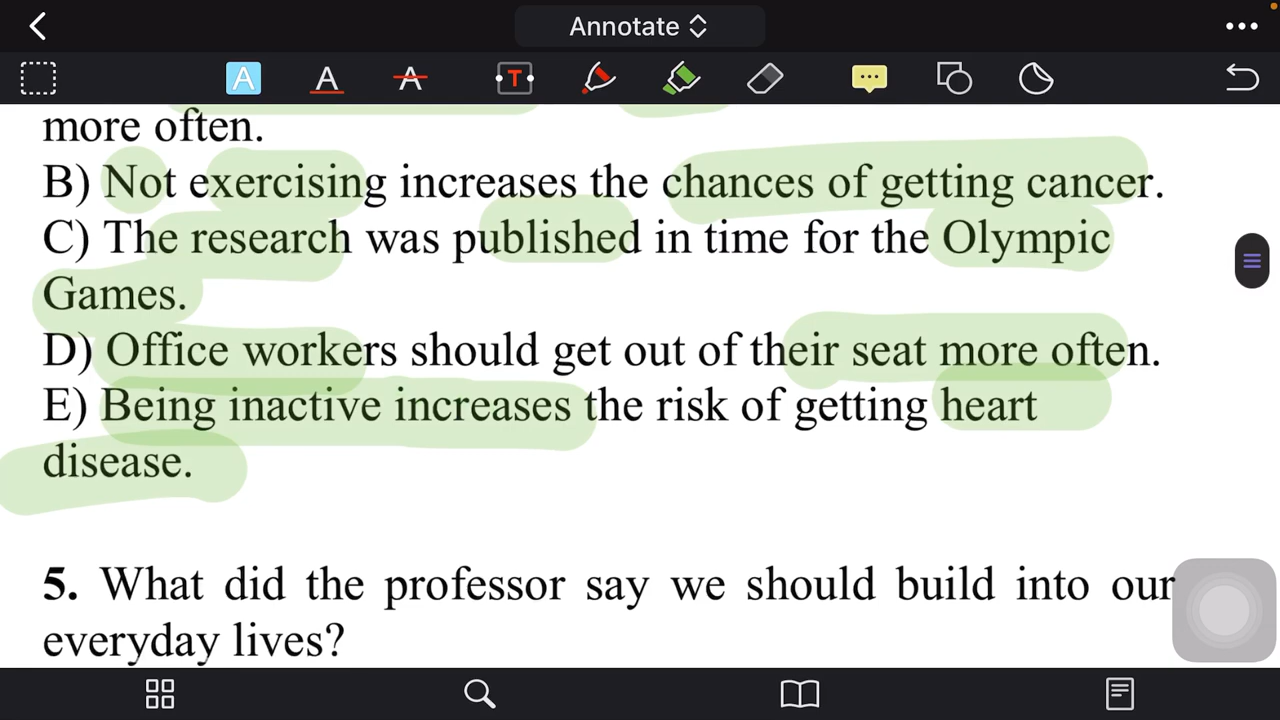 Annotate
A A A T
more often.
B) Not exercising increases the chances of getting cancer.
C) The research was published in time for the Olympic
Games.
D) Office workers should get out of their seat more often.
E) Being inactive increases the risk of getting heart
disease.
5. What did the professor say we should build into our
everyday lives?